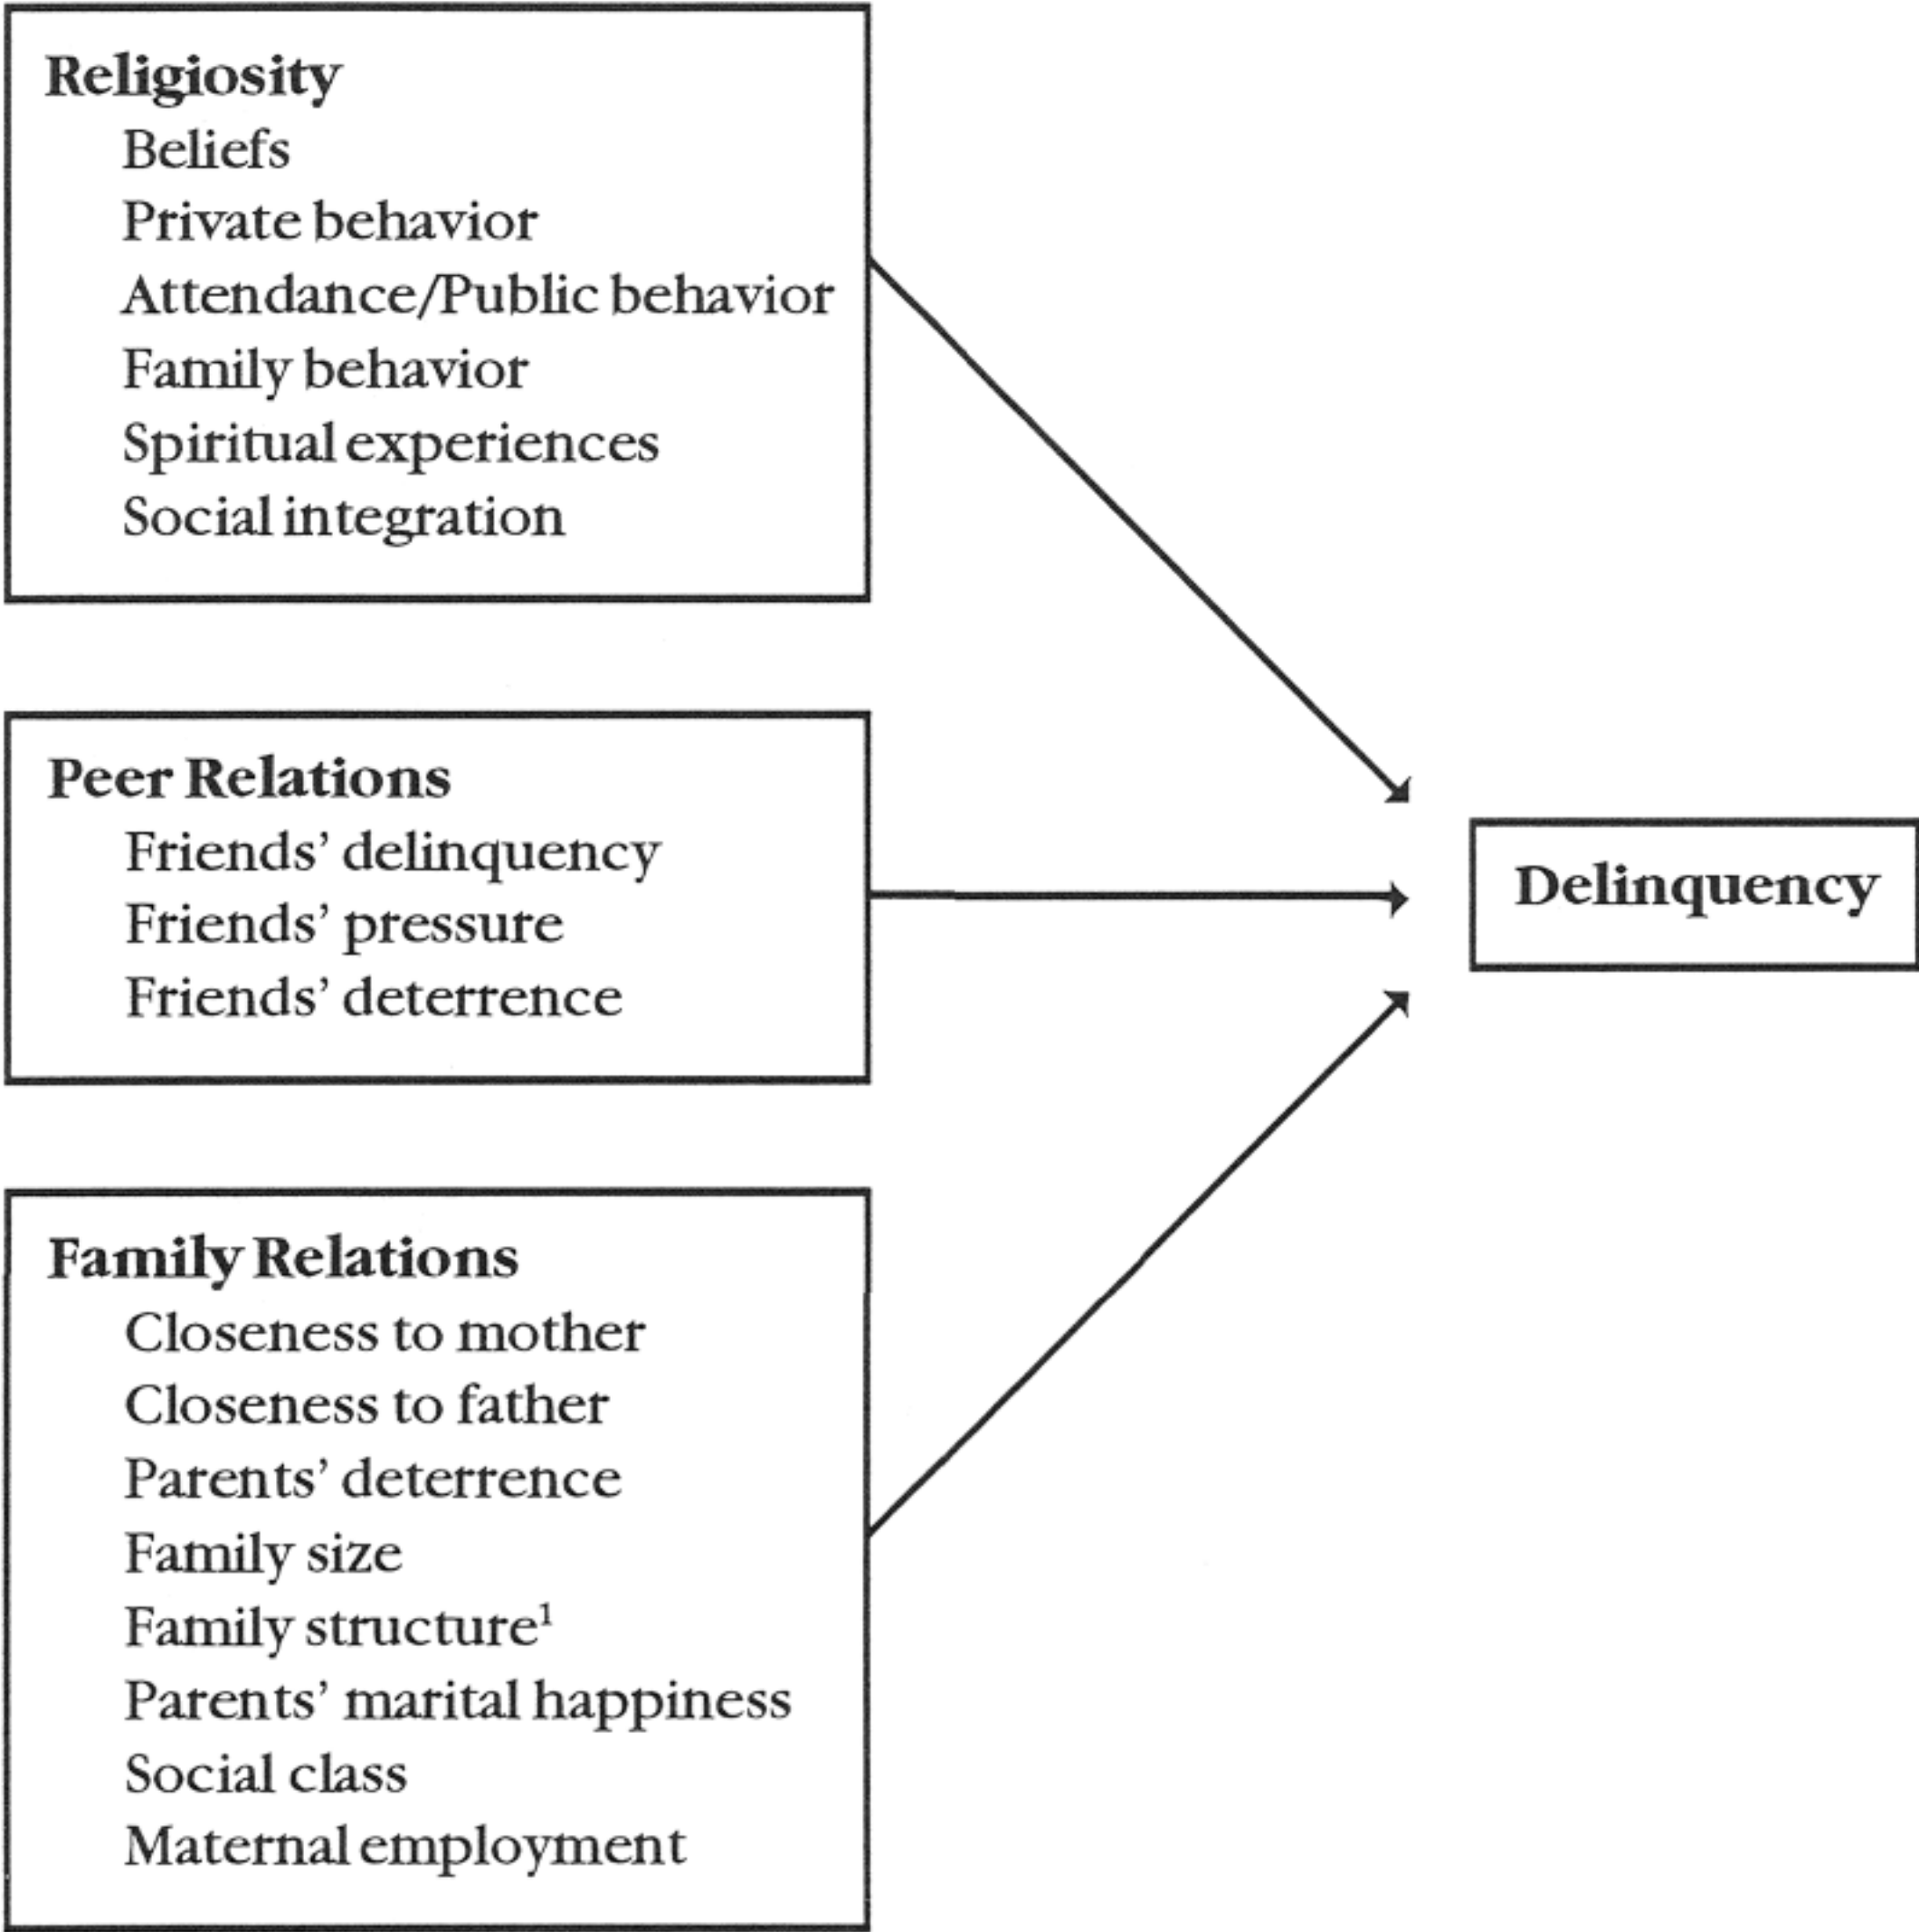 Religiosity
Beliefs
Private behavior
Attendance/Public behavior
Family behavior
Spiritual experiences
Social integration
Peer Relations
Friends’ delinquency
Friends’ pressure
Friends’ deterrence
Delinquency
Family Relations
Closeness to mother
Closeness to father
Parents’ deterrence
Family size
Family structure¹
Parents’ marital happiness
Social class
Maternal employment